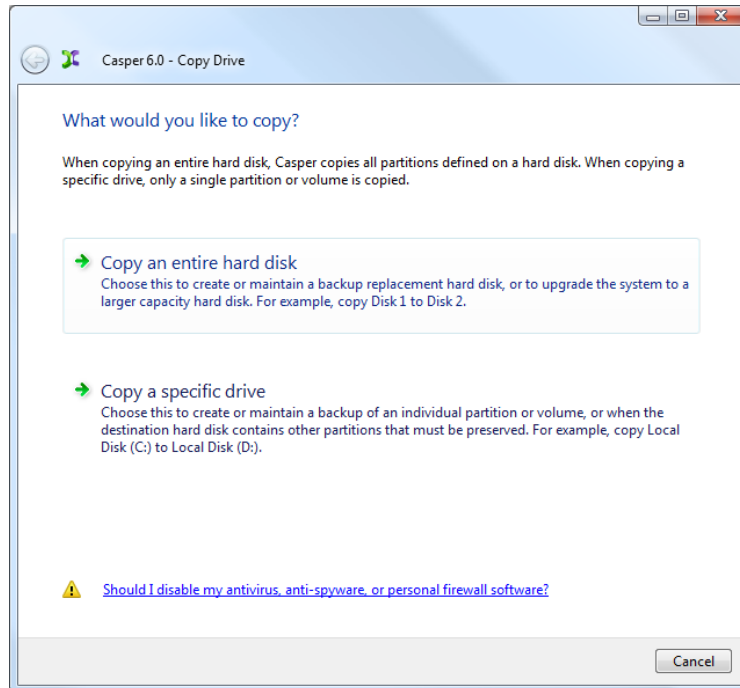 Casper 6.0 - Copy Drive
What would you like to copy?
When copying an entire hard disk, Casper copies all partitions defined on a hard disk. When copying a
specific drive, only a single partition or volume is copied.
Copy an entire hard disk
Choose this to create or maintain a backup replacement hard disk, or to upgrade the system to a
larger capacity hard disk. For example, copy Disk 1 to Disk 2.
Copy a specific drive
Choose this to create or maintain a backup of an individual partition or volume, or when the
destination hard disk contains other partitions that must be preserved. For example, copy Local
Disk (C:) to Local Disk (D:).
Should I disable my antivirus, anti-spyware, or personal firewall software?
Cancel